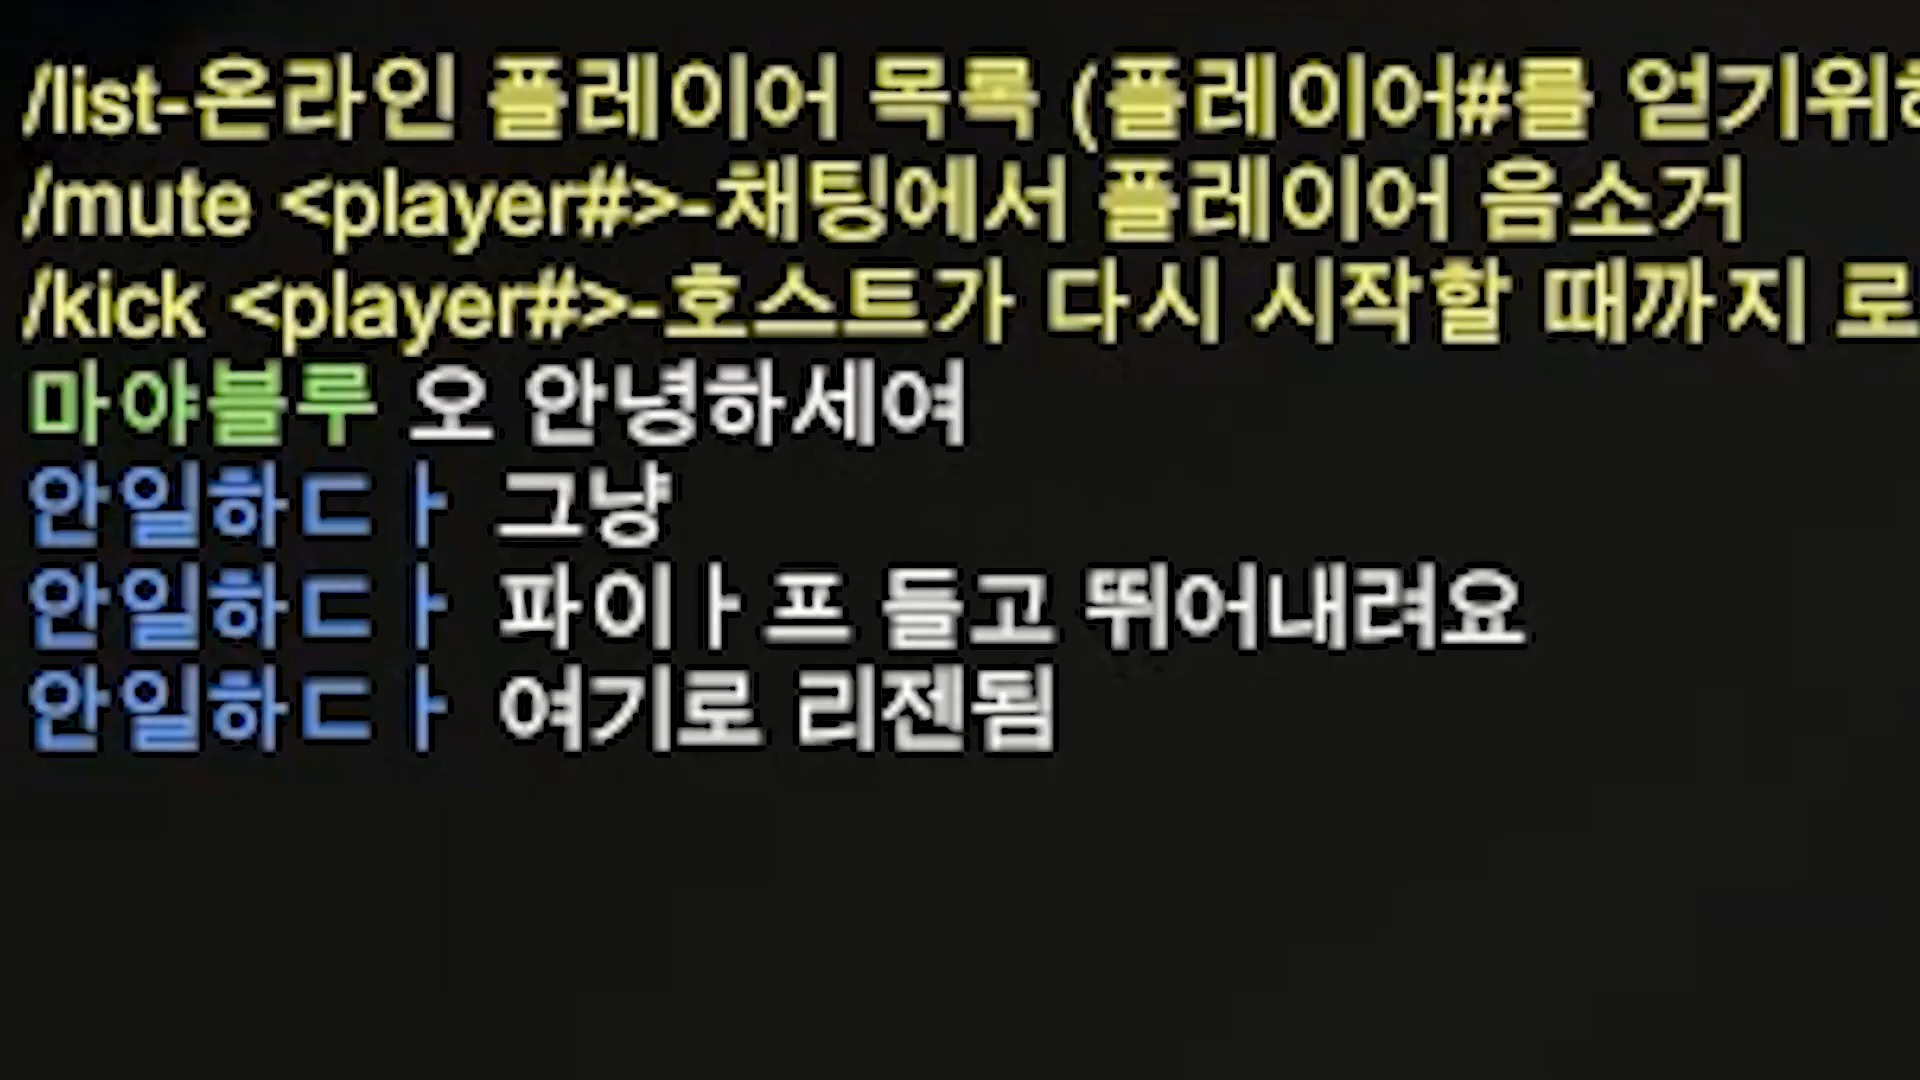 /list-온라인 플레이어 목록 (플레이어#를 얻기위하
/mute <player#>-채팅에서 플레이어 음소거
/kick <player#>-호스트가 다시 시작할 때까지 로
마야블루 오 안녕하세여
안일하ㄷㅏ 그냥
안일하ㄷㅏ 파이ㅏ프 들고 뛰어내려요
안일하ㄷㅏ 여기로 리젠됨